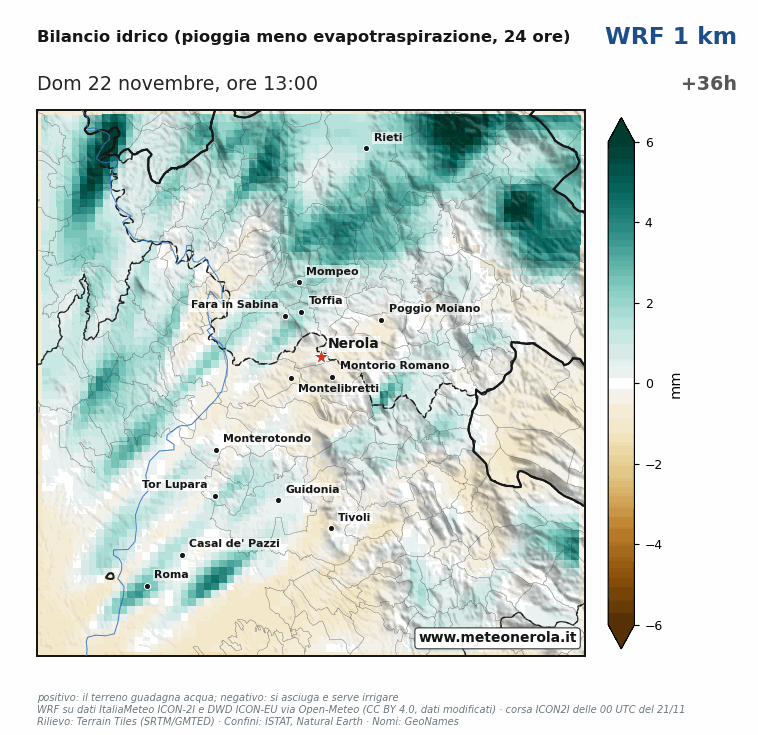 Bilancio idrico (pioggia meno evapotraspirazione, 24 ore)
WRF 1 km
Dom 22 novembre, ore 13:00
+36h
Rieti
Mompeo
Fara in Sabina
Toffia
Poggio Moiano
Nerola
Montorio Romano
Montelibretti
Monterotondo
Tor Lupara
Guidonia
Tivoli
Casal de' Pazzi
Roma
www.meteonerola.it
6
4
2
0
−2
−4
−6
mm
positivo: il terreno guadagna acqua; negativo: si asciuga e serve irrigare
WRF su dati ItaliaMeteo ICON-2I e DWD ICON-EU via Open-Meteo (CC BY 4.0, dati modificati) · corsa ICON2I delle 00 UTC del 21/11
Rilievo: Terrain Tiles (SRTM/GMTED) · Confini: ISTAT, Natural Earth · Nomi: GeoNames